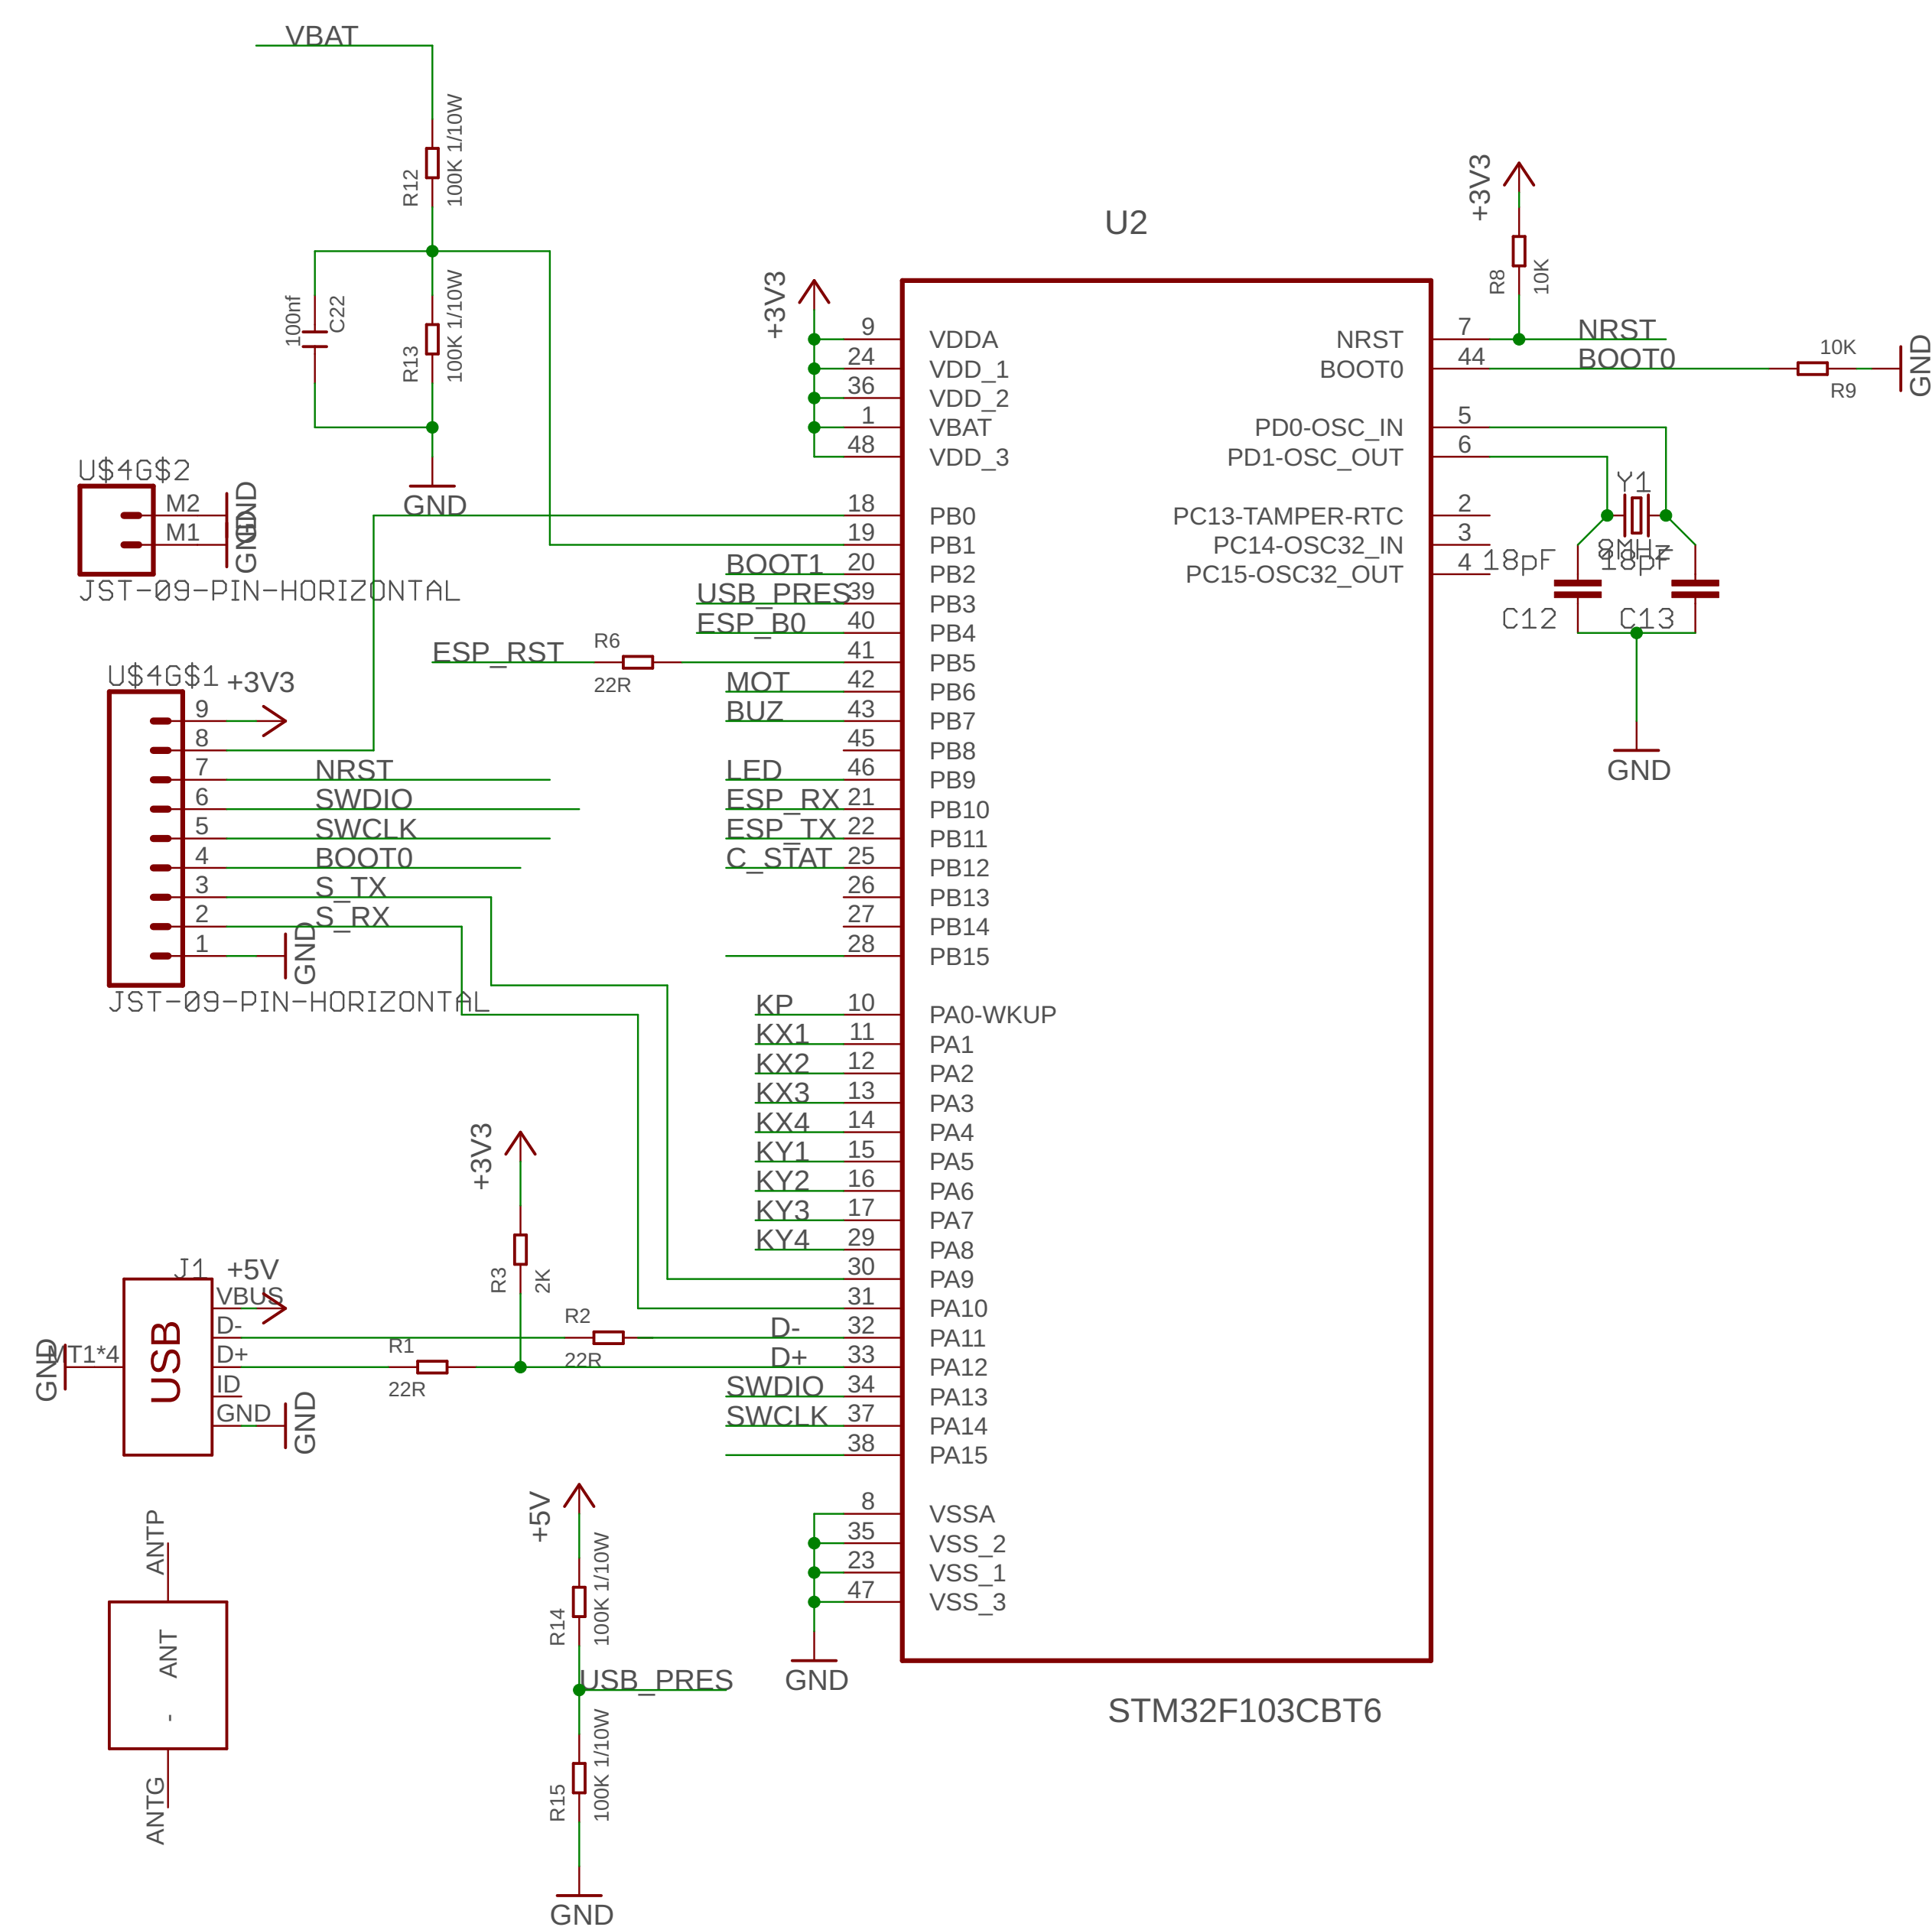 VBAT
R12
100K 1/10W
100nf
C22
R13
100K 1/10W
GND
U$4G$2
M2
GND
M1
GND
JST-09-PIN-HORIZONTAL
U$4G$1
+3V3
9
8
7 NRST
6 SWDIO
5 SWCLK
4 BOOT0
3 S_TX
2 S_RX
1
GND
JST-09-PIN-HORIZONTAL
+3V3
R3
2K
J1
+5V
VBUS
D-
D+
ID
GND
GND
USB
MT1*4
GND
R1
22R
R2
22R
ANTP
ANT
-
ANTG
+5V
R14
100K 1/10W
USB_PRES
R15
100K 1/10W
GND
U2
+3V3
9 VDDA
24 VDD_1
36 VDD_2
1 VBAT
48 VDD_3
18 PB0
19 PB1
BOOT1 20 PB2
USB_PRES 39 PB3
ESP_B0 40 PB4
ESP_RST R6 22R 41 PB5
MOT 42 PB6
BUZ 43 PB7
45 PB8
LED 46 PB9
ESP_RX 21 PB10
ESP_TX 22 PB11
C_STAT 25 PB12
26 PB13
27 PB14
28 PB15
KP 10 PA0-WKUP
KX1 11 PA1
KX2 12 PA2
KX3 13 PA3
KX4 14 PA4
KY1 15 PA5
KY2 16 PA6
KY3 17 PA7
KY4 29 PA8
30 PA9
31 PA10
D- 32 PA11
D+ 33 PA12
SWDIO 34 PA13
SWCLK 37 PA14
38 PA15
8 VSSA
35 VSS_2
23 VSS_1
47 VSS_3
GND
STM32F103CBT6
+3V3
R8
10K
NRST 7 NRST
BOOT0 44 BOOT0
10K
R9
GND
PD0-OSC_IN 5
PD1-OSC_OUT 6
PC13-TAMPER-RTC 2
PC14-OSC32_IN 3
PC15-OSC32_OUT 4
Y1
8MHz
18pF
18pF
C12
C13
GND